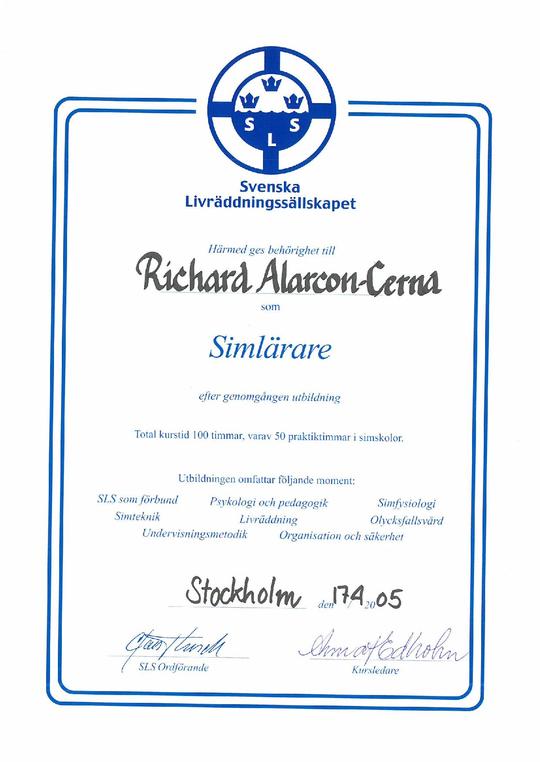 S S
L
Svenska
Livräddningssällskapet
Härmed ges behörighet till
Richard Alarcon-Cerna
som
Simlärare
efter genomgången utbildning
Total kurstid 100 timmar, varav 50 praktiktimmar i simskolor.
Utbildningen omfattar följande moment:
SLS som förbund Psykologi och pedagogik Simfysiologi
Simteknik Livräddning Olycksfallsvård
Undervisningsmetodik Organisation och säkerhet
Stockholm den 17 4 2005
Edholm
SLS Ordförande Kursledare